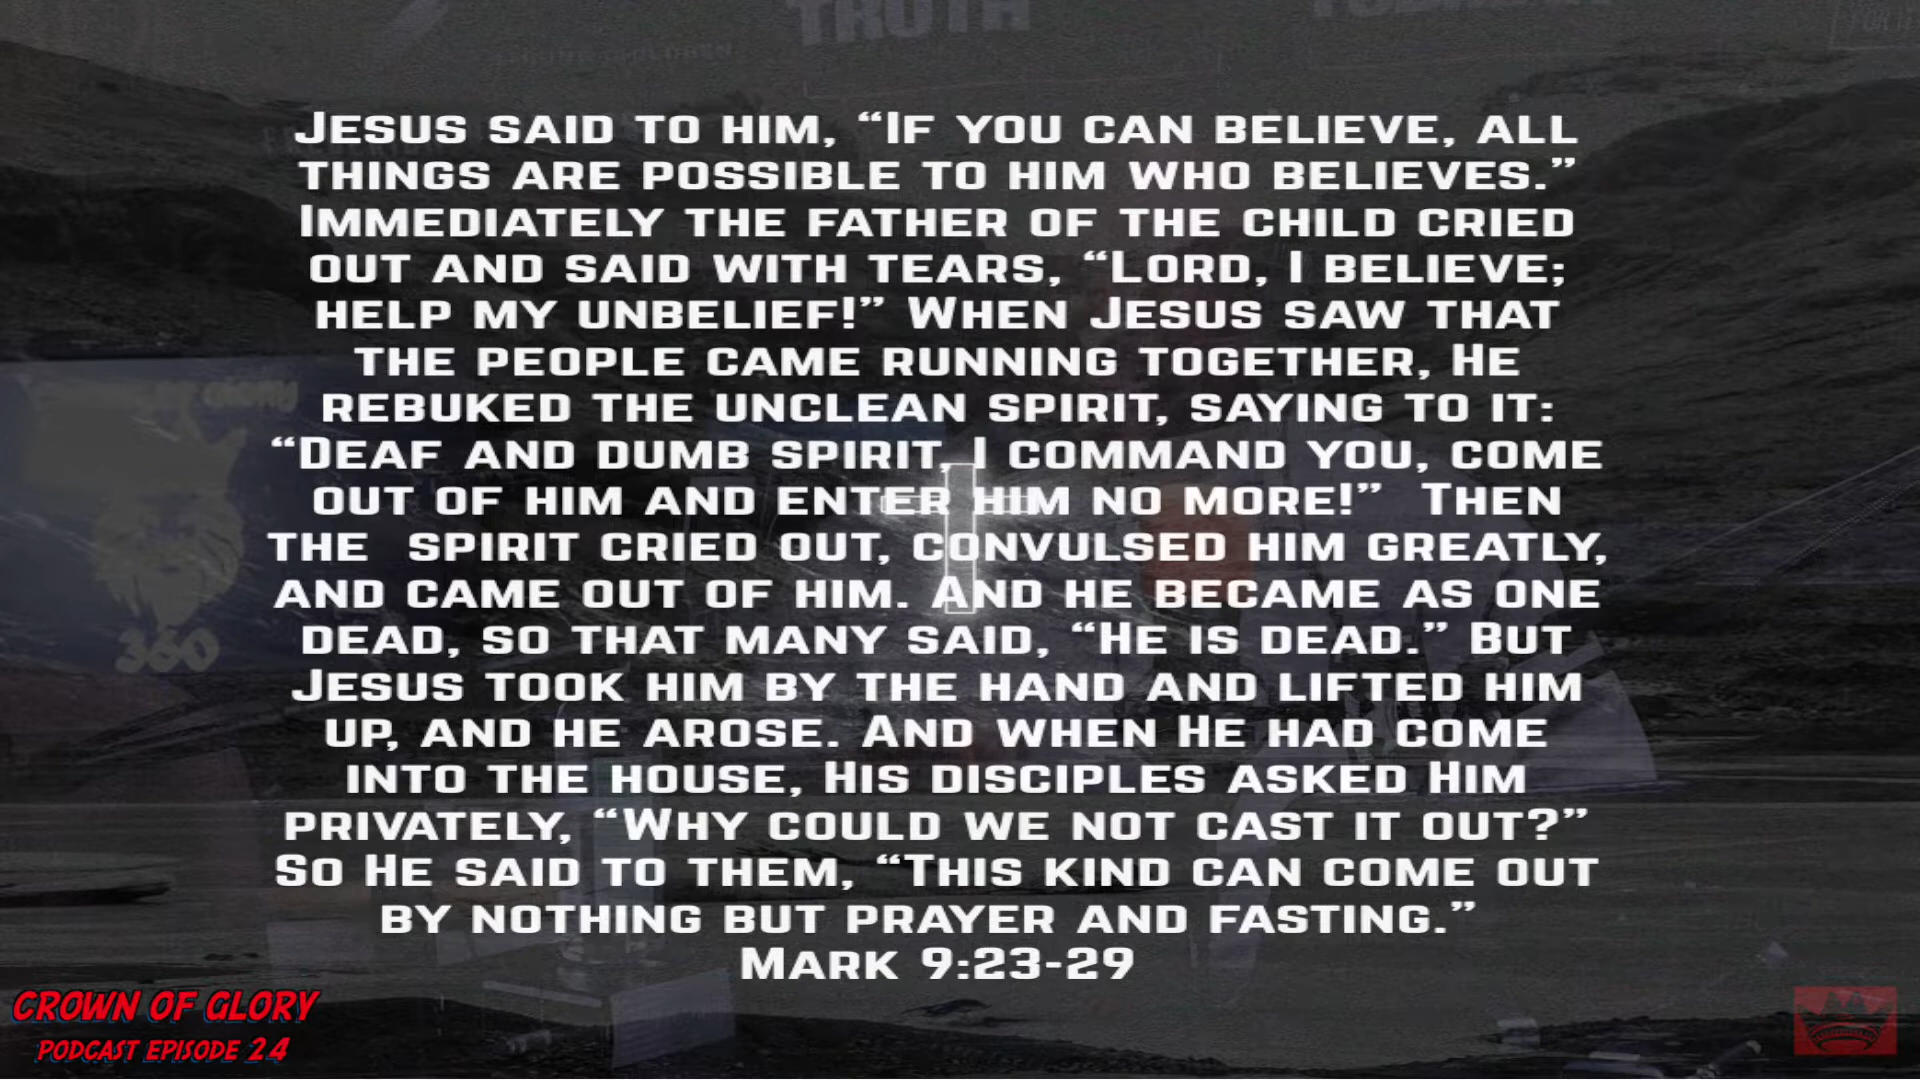 TRUTH
JESUS SAID TO HIM, “IF YOU CAN BELIEVE, ALL
THINGS ARE POSSIBLE TO HIM WHO BELIEVES.”
IMMEDIATELY THE FATHER OF THE CHILD CRIED
OUT AND SAID WITH TEARS, “LORD, I BELIEVE;
HELP MY UNBELIEF!” WHEN JESUS SAW THAT
THE PEOPLE CAME RUNNING TOGETHER, HE
REBUKED THE UNCLEAN SPIRIT, SAYING TO IT:
“DEAF AND DUMB SPIRIT, I COMMAND YOU, COME
OUT OF HIM AND ENTER HIM NO MORE!” THEN
THE SPIRIT CRIED OUT, CONVULSED HIM GREATLY,
AND CAME OUT OF HIM. AND HE BECAME AS ONE
DEAD, SO THAT MANY SAID, “HE IS DEAD.” BUT
JESUS TOOK HIM BY THE HAND AND LIFTED HIM
UP, AND HE AROSE. AND WHEN HE HAD COME
INTO THE HOUSE, HIS DISCIPLES ASKED HIM
PRIVATELY, “WHY COULD WE NOT CAST IT OUT?”
SO HE SAID TO THEM, “THIS KIND CAN COME OUT
BY NOTHING BUT PRAYER AND FASTING.”
MARK 9:23-29
GLORY
360
CROWN OF GLORY
PODCAST EPISODE 24